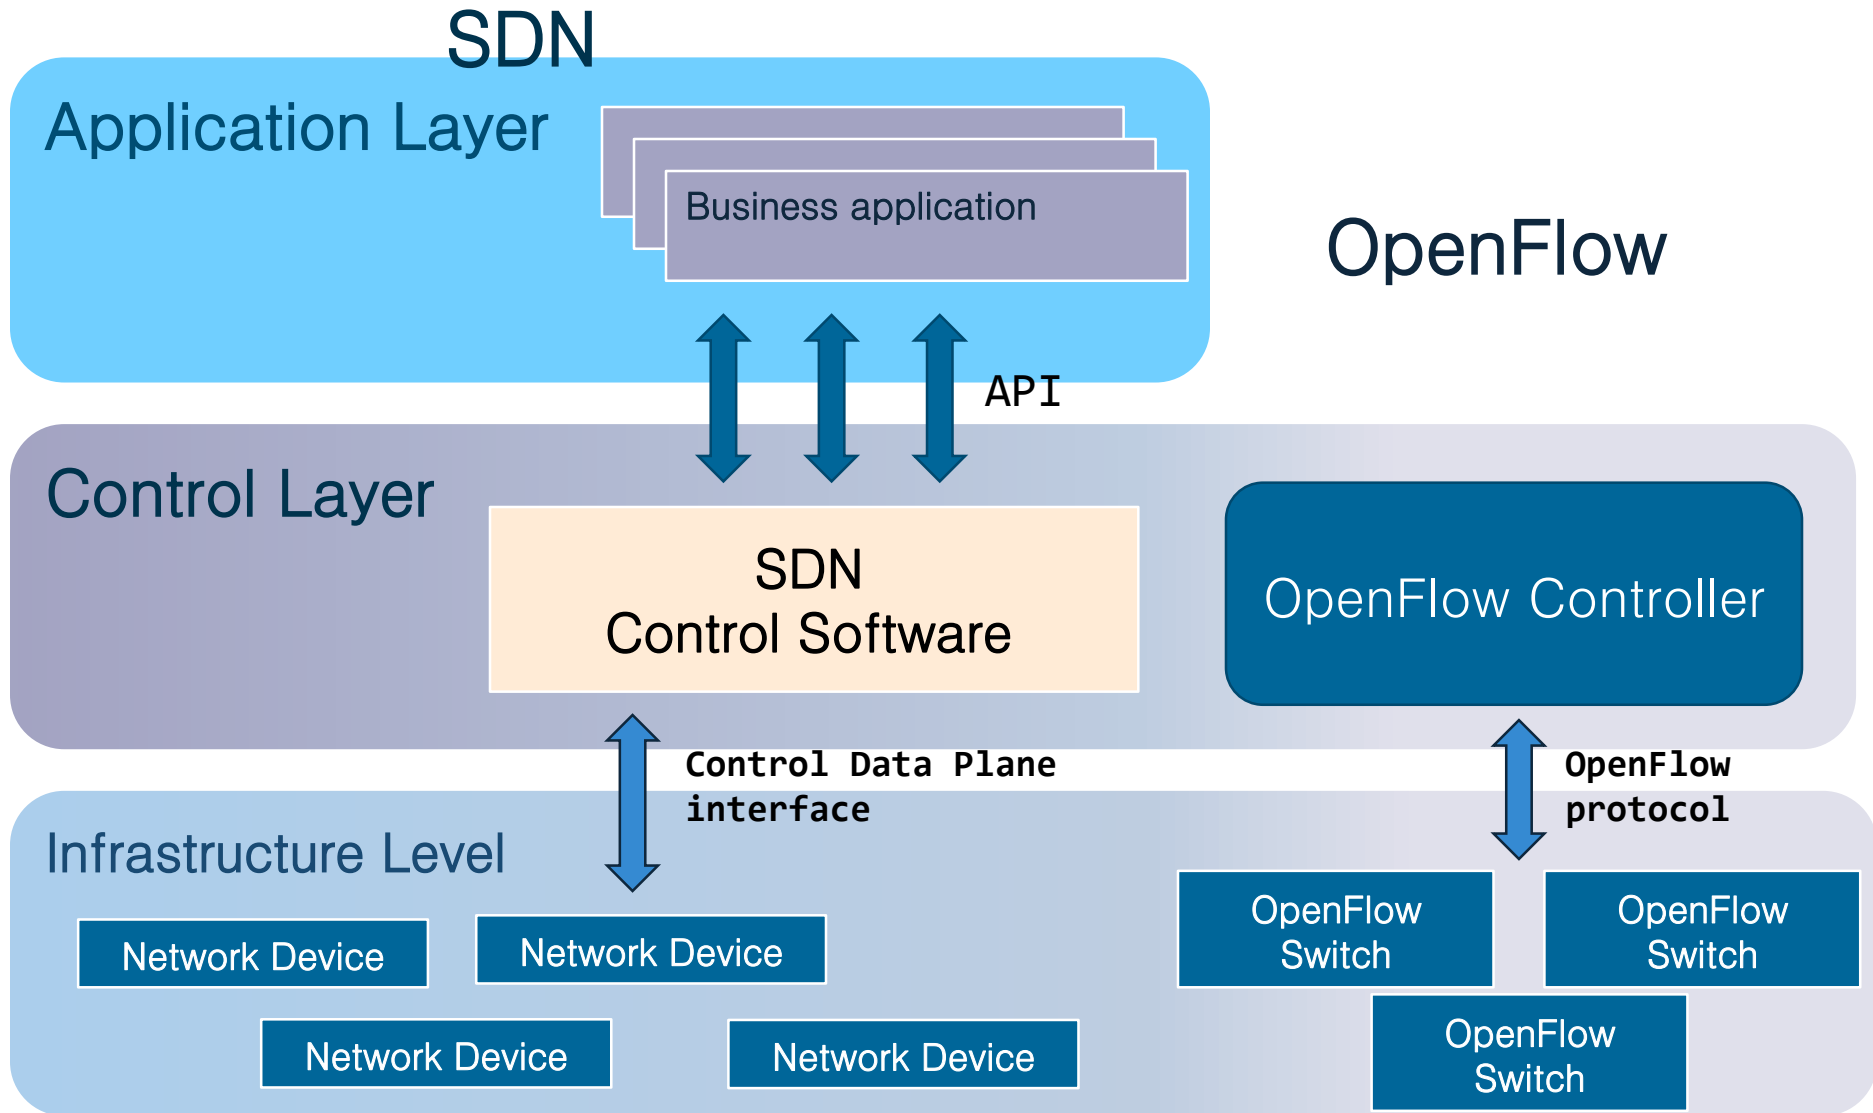 SDN
Application Layer
Business application
OpenFlow
API
Control Layer
SDN
Control Software
OpenFlow Controller
Control Data Plane
interface
OpenFlow
protocol
Infrastructure Level
Network Device
Network Device
Network Device
Network Device
OpenFlow
Switch
OpenFlow
Switch
OpenFlow
Switch